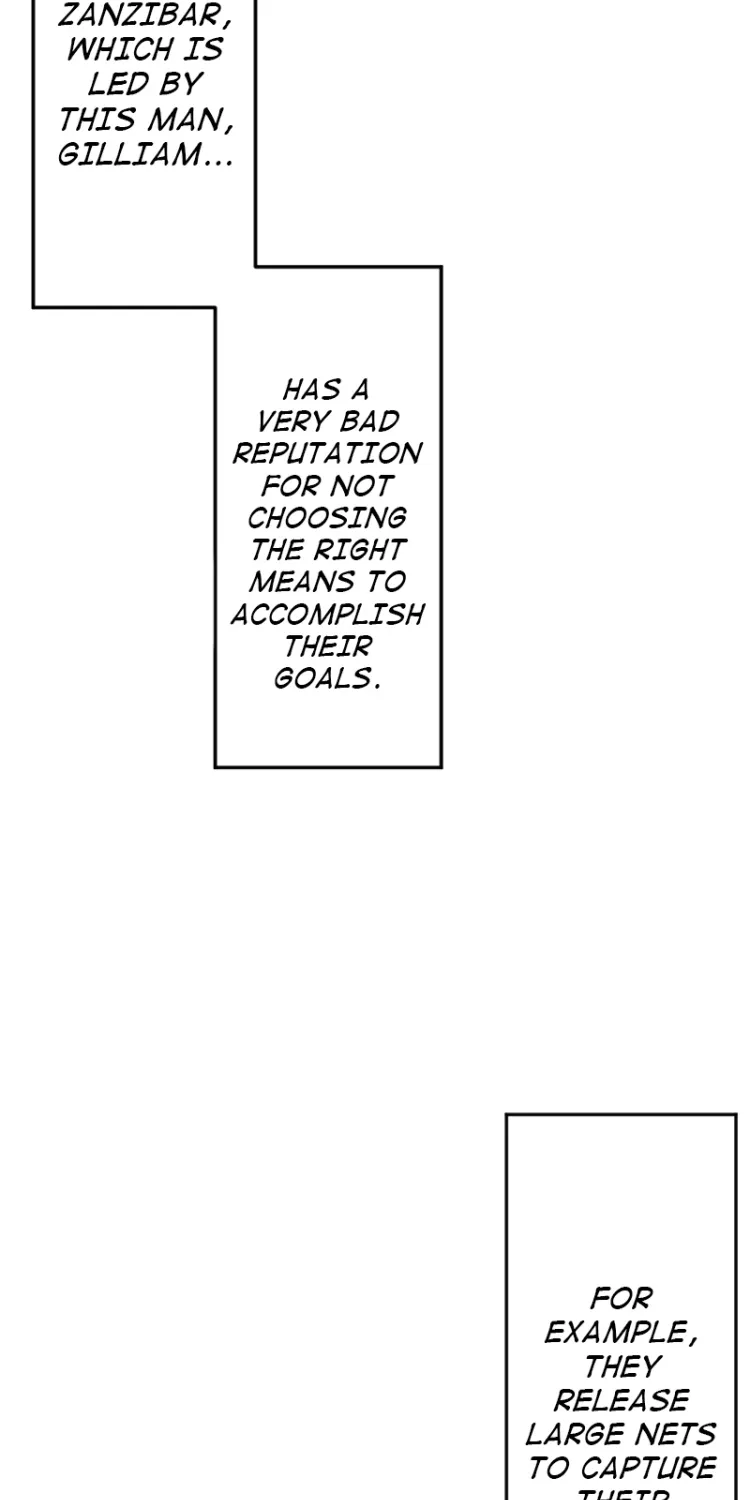 ZANZIBAR,
WHICH IS
LED BY
THIS MAN,
GILLIAM...
HAS A
VERY BAD
REPUTATION
FOR NOT
CHOOSING
THE RIGHT
MEANS TO
ACCOMPLISH
THEIR
GOALS.
FOR
EXAMPLE,
THEY
RELEASE
LARGE NETS
TO CAPTURE
THEIR